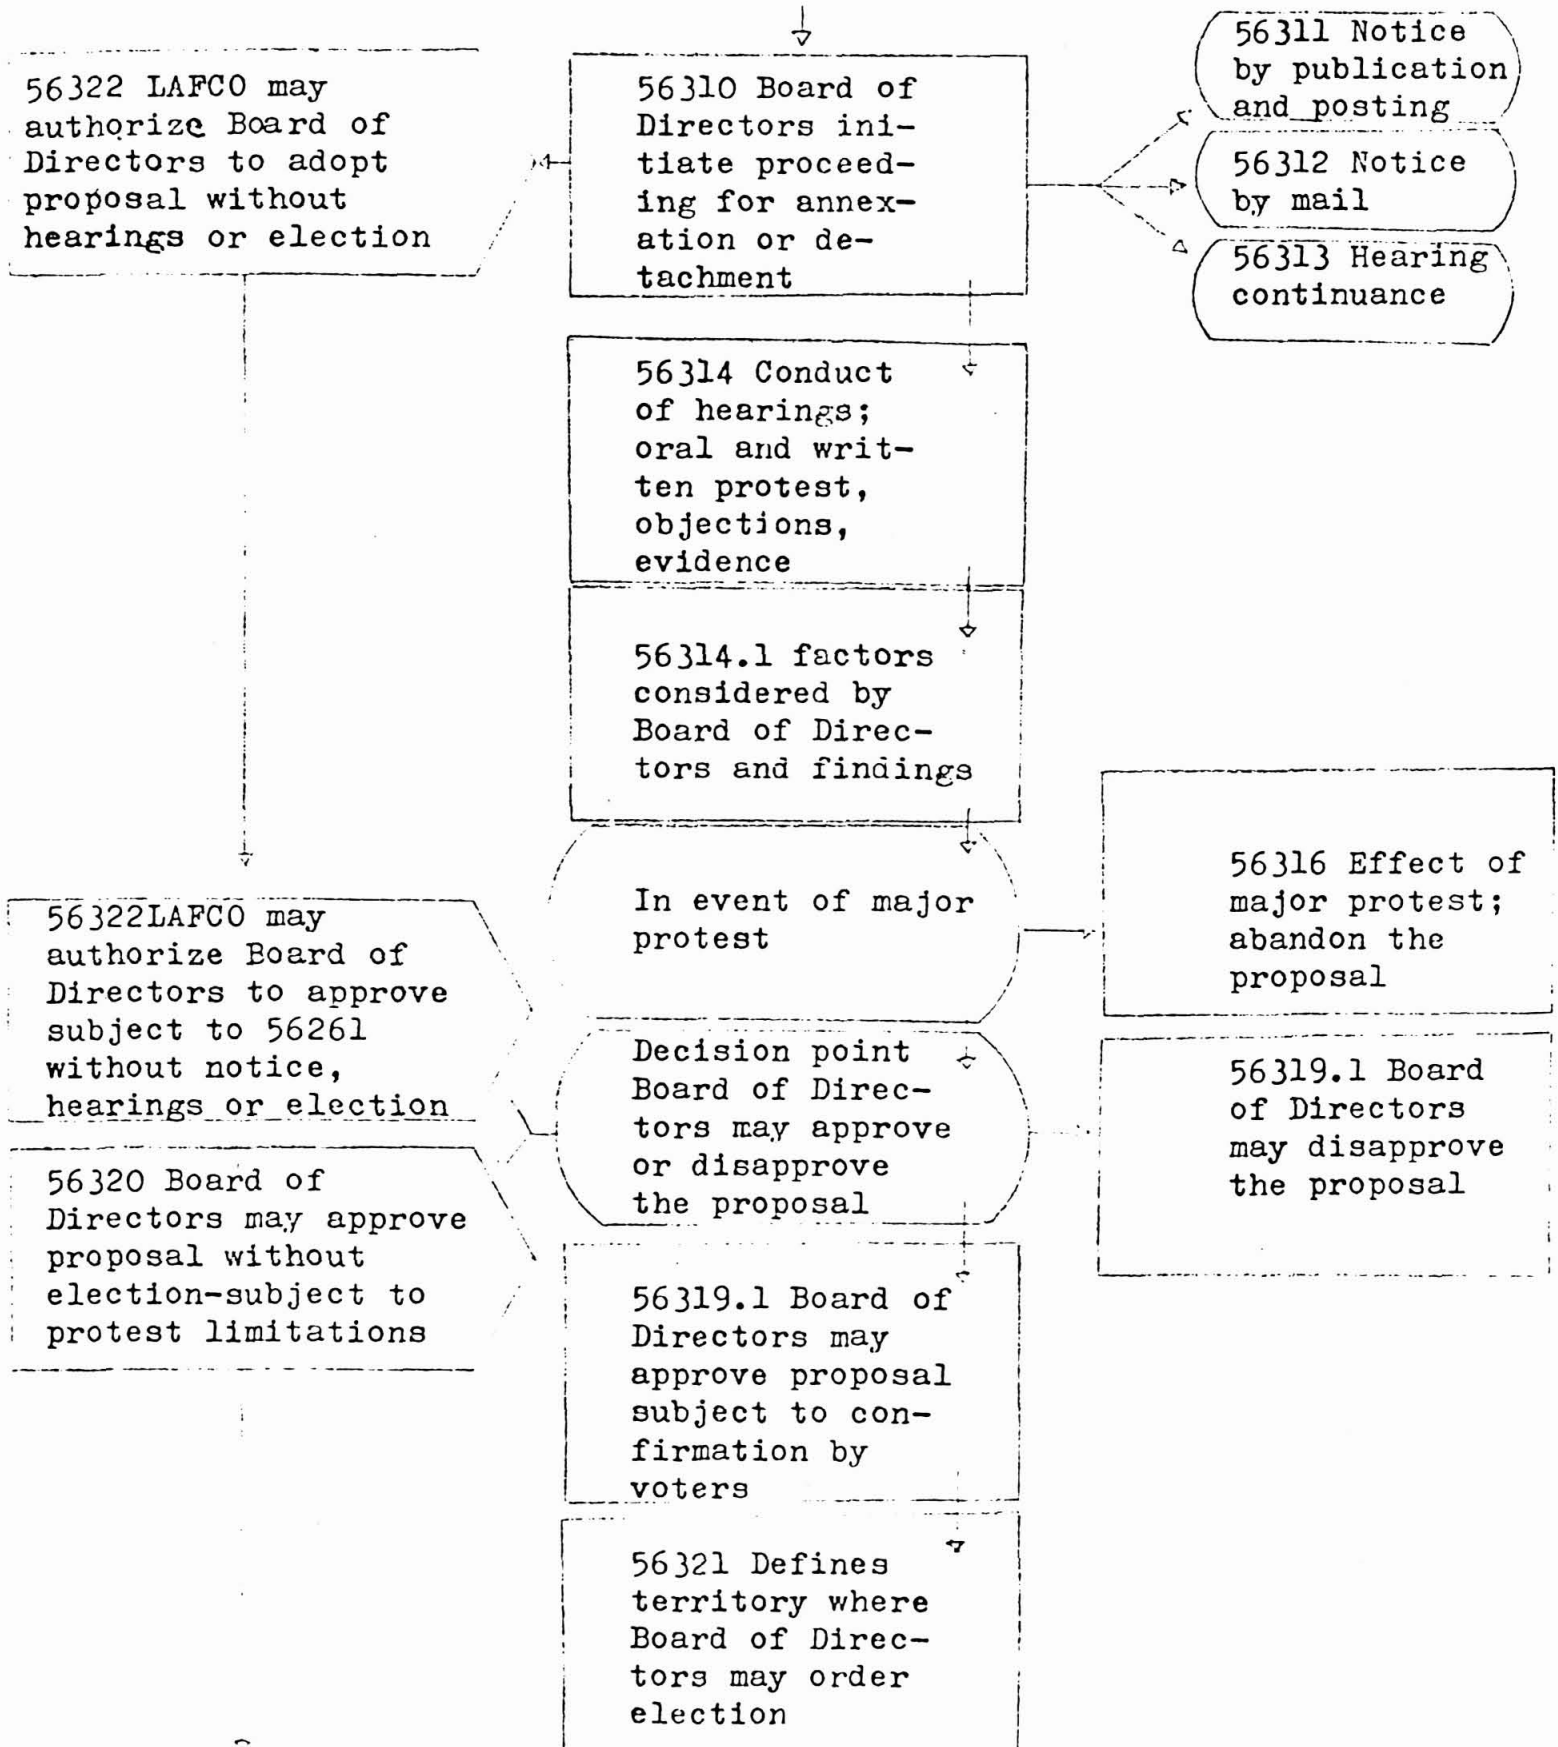 56322 LAFCO may
authorize Board of
Directors to adopt
proposal without
hearings or election
56310 Board of
Directors ini-
tiate proceed-
ing for annex-
ation or de-
tachment
56311 Notice
by publication
and posting
56312 Notice
by mail
56313 Hearing
continuance
56314 Conduct
of hearings;
oral and writ-
ten protest,
objections,
evidence
56314.1 factors
considered by
Board of Direc-
tors and findings
In event of major
protest
56316 Effect of
major protest;
abandon the
proposal
56322LAFCO may
authorize Board of
Directors to approve
subject to 56261
without notice,
hearings or election
Decision point
Board of Direc-
tors may approve
or disapprove
the proposal
56319.1 Board
of Directors
may disapprove
the proposal
56320 Board of
Directors may approve
proposal without
election-subject to
protest limitations
56319.1 Board of
Directors may
approve proposal
subject to con-
firmation by
voters
56321 Defines
territory where
Board of Direc-
tors may order
election